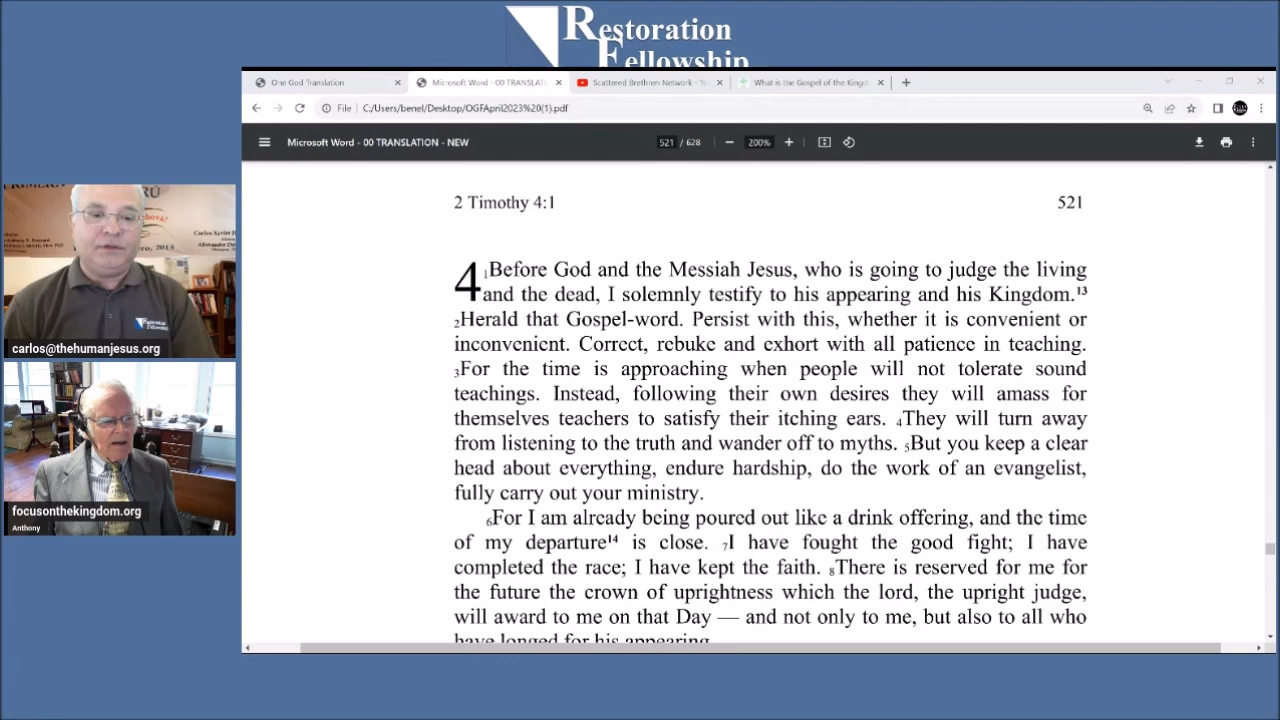 Restoration
Fellowship
One God Translation
Microsoft Word - 00 TRANSLATI
Scattered Brethren Network - Yo
What is the Gospel of the Kingd
File C:/Users/benel/Desktop/OGFApril2023%20(1).pdf
Microsoft Word - 00 TRANSLATION - NEW
521 / 628
200%
2 Timothy 4:1 521
4 1Before God and the Messiah Jesus, who is going to judge the living
and the dead, I solemnly testify to his appearing and his Kingdom.13
2Herald that Gospel-word. Persist with this, whether it is convenient or
inconvenient. Correct, rebuke and exhort with all patience in teaching.
3For the time is approaching when people will not tolerate sound
teachings. Instead, following their own desires they will amass for
themselves teachers to satisfy their itching ears. 4They will turn away
from listening to the truth and wander off to myths. 5But you keep a clear
head about everything, endure hardship, do the work of an evangelist,
fully carry out your ministry.
6For I am already being poured out like a drink offering, and the time
of my departure14 is close. 7I have fought the good fight; I have
completed the race; I have kept the faith. 8There is reserved for me for
the future the crown of uprightness which the lord, the upright judge,
will award to me on that Day — and not only to me, but also to all who
have longed for his appearing.
Restoration
Fellowship
carlos@thehumanjesus.org
focusonthekingdom.org
Anthony